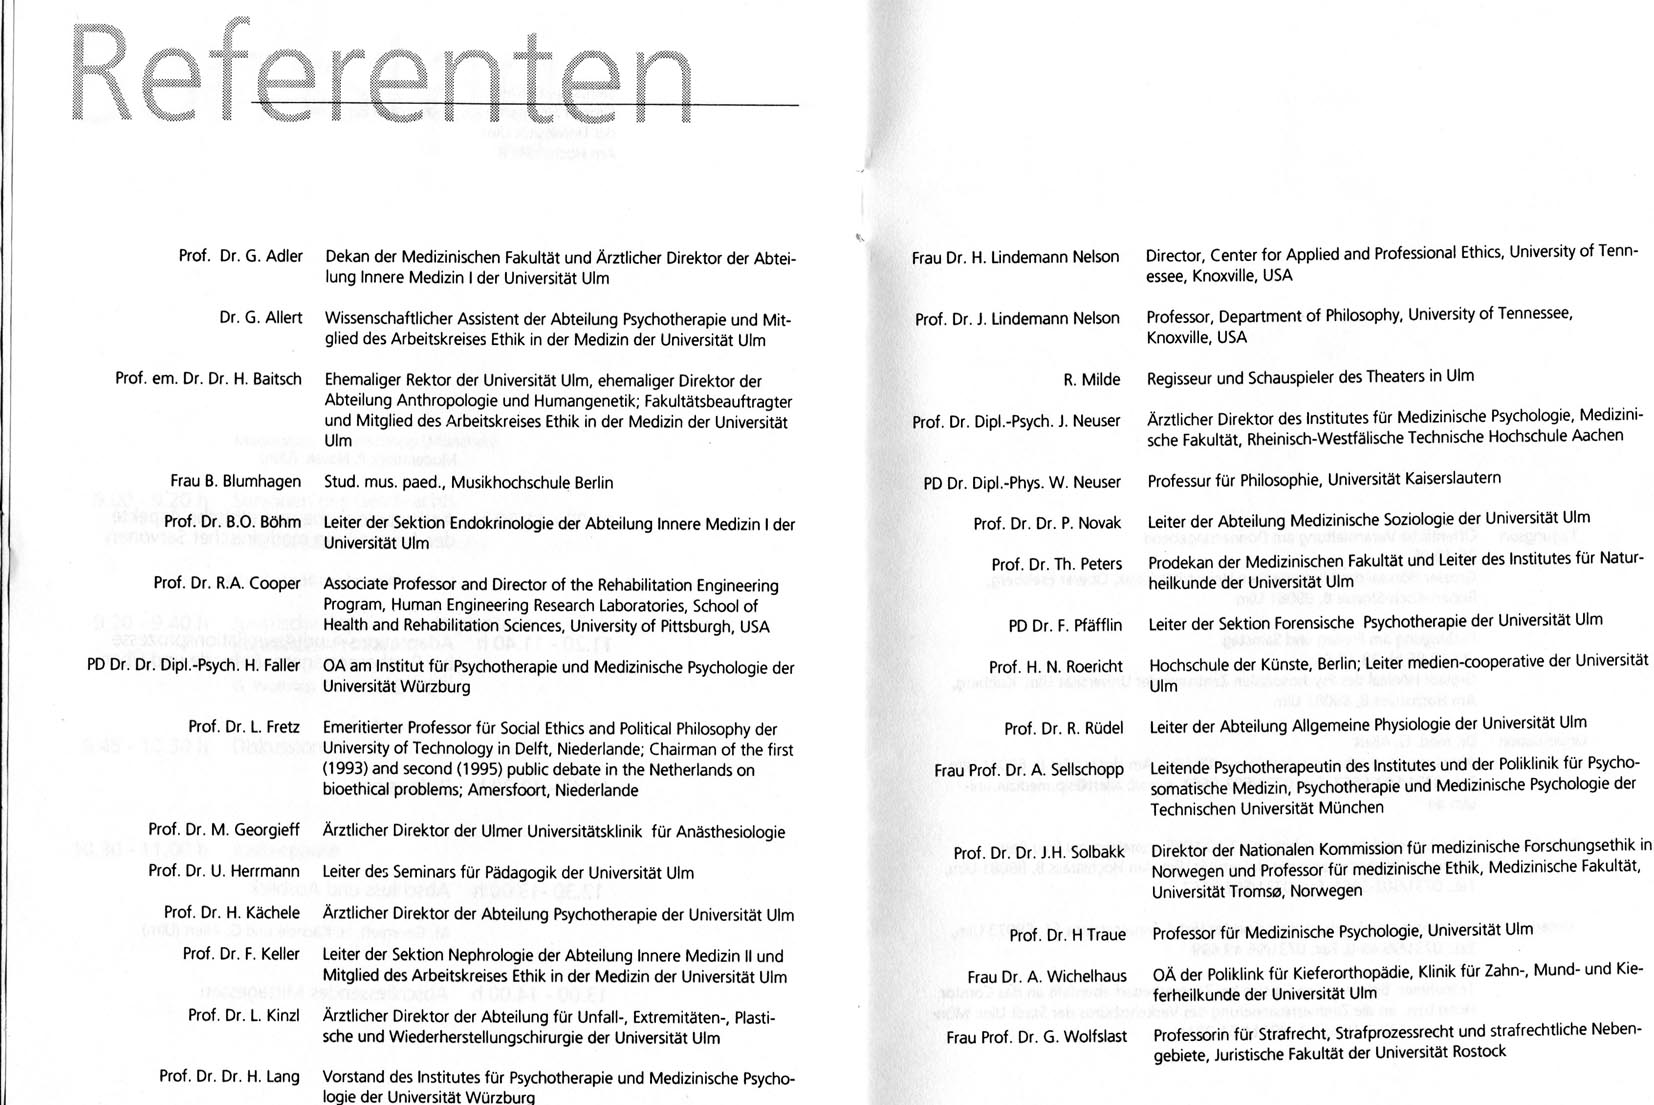 Referenten
Prof. Dr. G. Adler Dekan der Medizinischen Fakultät und Ärztlicher Direktor der Abtei-
lung Innere Medizin I der Universität Ulm
Dr. G. Allert Wissenschaftlicher Assistent der Abteilung Psychotherapie und Mit-
glied des Arbeitskreises Ethik in der Medizin der Universität Ulm
Prof. em. Dr. Dr. H. Baitsch Ehemaliger Rektor der Universität Ulm, ehemaliger Direktor der
Abteilung Anthropologie und Humangenetik; Fakultätsbeauftragter
und Mitglied des Arbeitskreises Ethik in der Medizin der Universität
Ulm
Frau B. Blumhagen Stud. mus. paed., Musikhochschule Berlin
Prof. Dr. B.O. Böhm Leiter der Sektion Endokrinologie der Abteilung Innere Medizin I der
Universität Ulm
Prof. Dr. R.A. Cooper Associate Professor and Director of the Rehabilitation Engineering
Program, Human Engineering Research Laboratories, School of
Health and Rehabilitation Sciences, University of Pittsburgh, USA
PD Dr. Dr. Dipl.-Psych. H. Faller OA am Institut für Psychotherapie und Medizinische Psychologie der
Universität Würzburg
Prof. Dr. L. Fretz Emeritierter Professor für Social Ethics and Political Philosophy der
University of Technology in Delft, Niederlande; Chairman of the first
(1993) and second (1995) public debate in the Netherlands on
bioethical problems; Amersfoort, Niederlande
Prof. Dr. M. Georgieff Ärztlicher Direktor der Ulmer Universitätsklinik für Anästhesiologie
Prof. Dr. U. Herrmann Leiter des Seminars für Pädagogik der Universität Ulm
Prof. Dr. H. Kächele Ärztlicher Direktor der Abteilung Psychotherapie der Universität Ulm
Prof. Dr. F. Keller Leiter der Sektion Nephrologie der Abteilung Innere Medizin II und
Mitglied des Arbeitskreises Ethik in der Medizin der Universität Ulm
Prof. Dr. L. Kinzl Ärztlicher Direktor der Abteilung für Unfall-, Extremitäten-, Plasti-
sche und Wiederherstellungschirurgie der Universität Ulm
Prof. Dr. Dr. H. Lang Vorstand des Institutes für Psychotherapie und Medizinische Psycho-
logie der Universität Würzburg
Frau Dr. H. Lindemann Nelson Director, Center for Applied and Professional Ethics, University of Tenn-
essee, Knoxville, USA
Prof. Dr. J. Lindemann Nelson Professor, Department of Philosophy, University of Tennessee,
Knoxville, USA
R. Milde Regisseur und Schauspieler des Theaters in Ulm
Prof. Dr. Dipl.-Psych. J. Neuser Ärztlicher Direktor des Institutes für Medizinische Psychologie, Medizini-
sche Fakultät, Rheinisch-Westfälische Technische Hochschule Aachen
PD Dr. Dipl.-Phys. W. Neuser Professur für Philosophie, Universität Kaiserslautern
Prof. Dr. Dr. P. Novak Leiter der Abteilung Medizinische Soziologie der Universität Ulm
Prof. Dr. Th. Peters Prodekan der Medizinischen Fakultät und Leiter des Institutes für Natur-
heilkunde der Universität Ulm
PD Dr. F. Pfäfflin Leiter der Sektion Forensische Psychotherapie der Universität Ulm
Prof. H. N. Roericht Hochschule der Künste, Berlin; Leiter medien-cooperative der Universität
Ulm
Prof. Dr. R. Rüdel Leiter der Abteilung Allgemeine Physiologie der Universität Ulm
Frau Prof. Dr. A. Sellschopp Leitende Psychotherapeutin des Institutes und der Poliklinik für Psycho-
somatische Medizin, Psychotherapie und Medizinische Psychologie der
Technischen Universität München
Prof. Dr. Dr. J.H. Solbakk Direktor der Nationalen Kommission für medizinische Forschungsethik in
Norwegen und Professor für medizinische Ethik, Medizinische Fakultät,
Universität Tromsø, Norwegen
Prof. Dr. H Traue Professor für Medizinische Psychologie, Universität Ulm
Frau Dr. A. Wichelhaus OÄ der Poliklink für Kieferorthopädie, Klinik für Zahn-, Mund- und Kie-
ferheilkunde der Universität Ulm
Frau Prof. Dr. G. Wolfslast Professorin für Strafrecht, Strafprozessrecht und strafrechtliche Neben-
gebiete, Juristische Fakultät der Universität Rostock